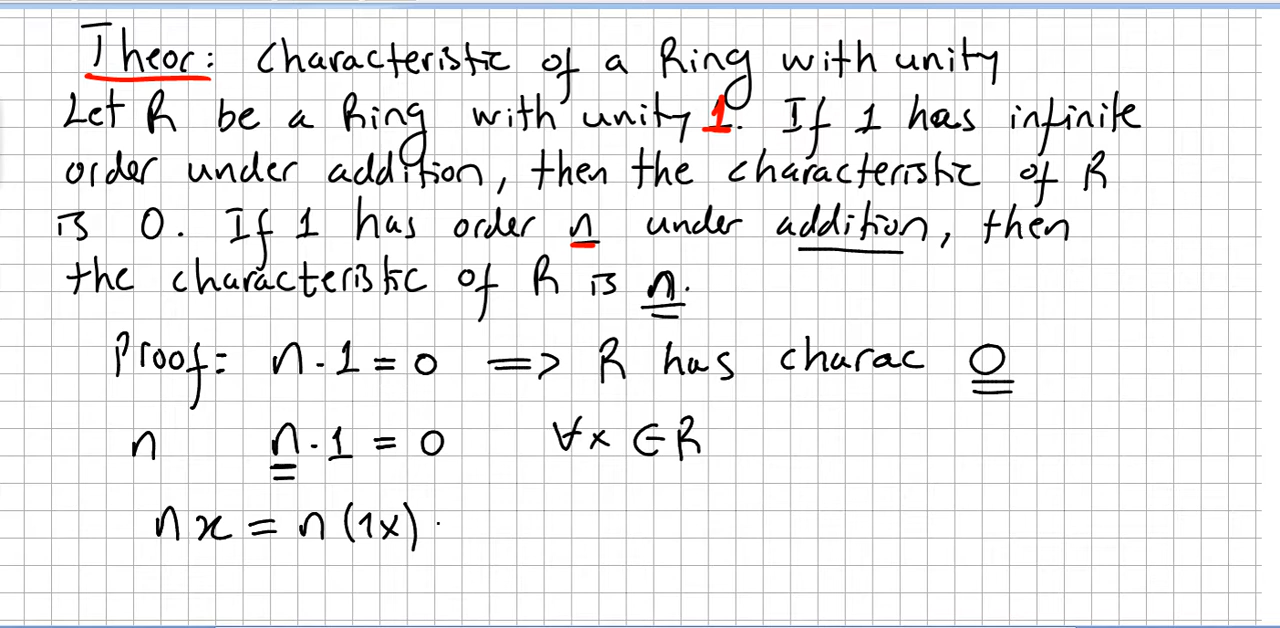 Theor: Characteristic of a Ring with unity
Let R be a Ring with unity 1. If 1 has infinite
order under addition, then the characteristic of R
is 0. If 1 has order n under addition, then
the characteristic of R is n.
Proof: n · 1 = 0 => R has charac 0
n n · 1 = 0 ∀x ∈ R
nx = n(1x) ·